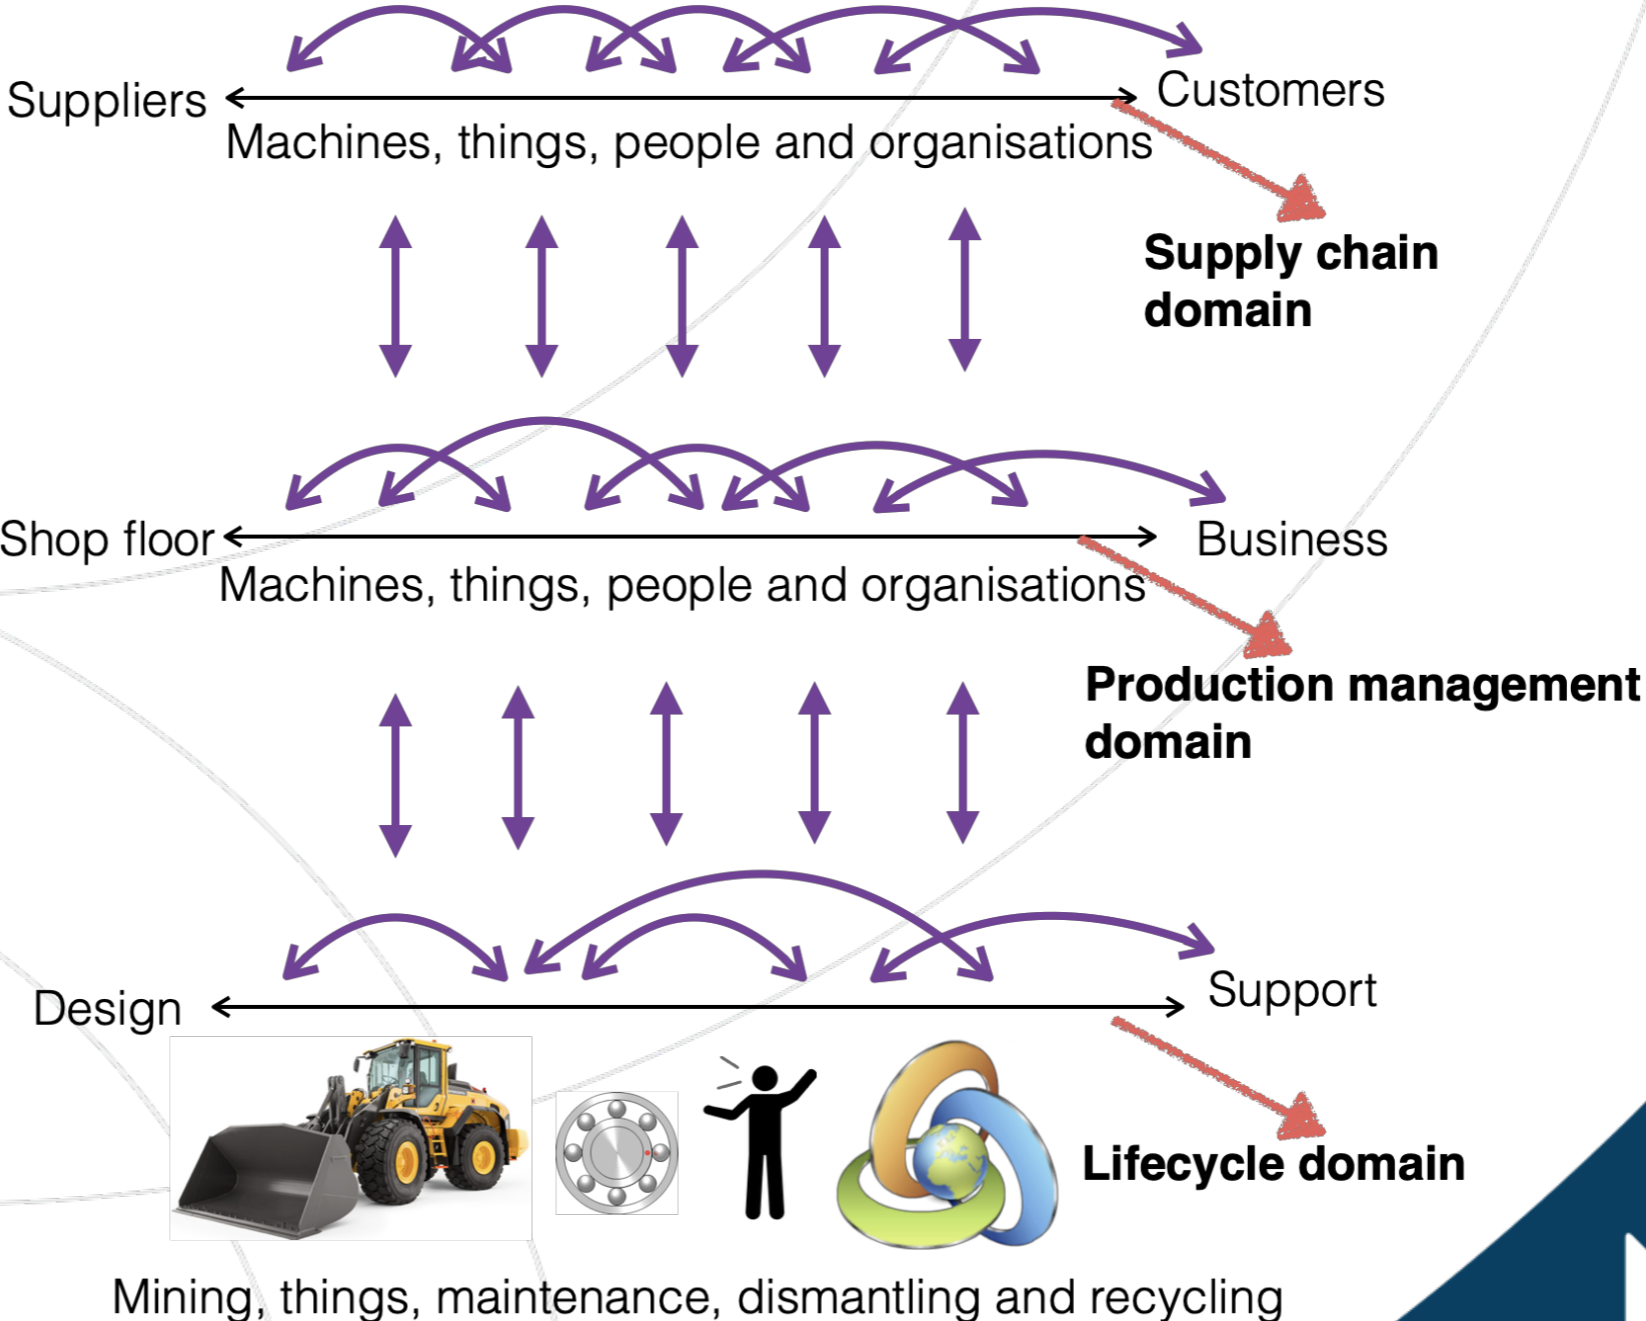 Suppliers
Customers
Machines, things, people and organisations
Supply chain
domain
Shop floor
Business
Machines, things, people and organisations
Production management
domain
Design
Support
Lifecycle domain
Mining, things, maintenance, dismantling and recycling